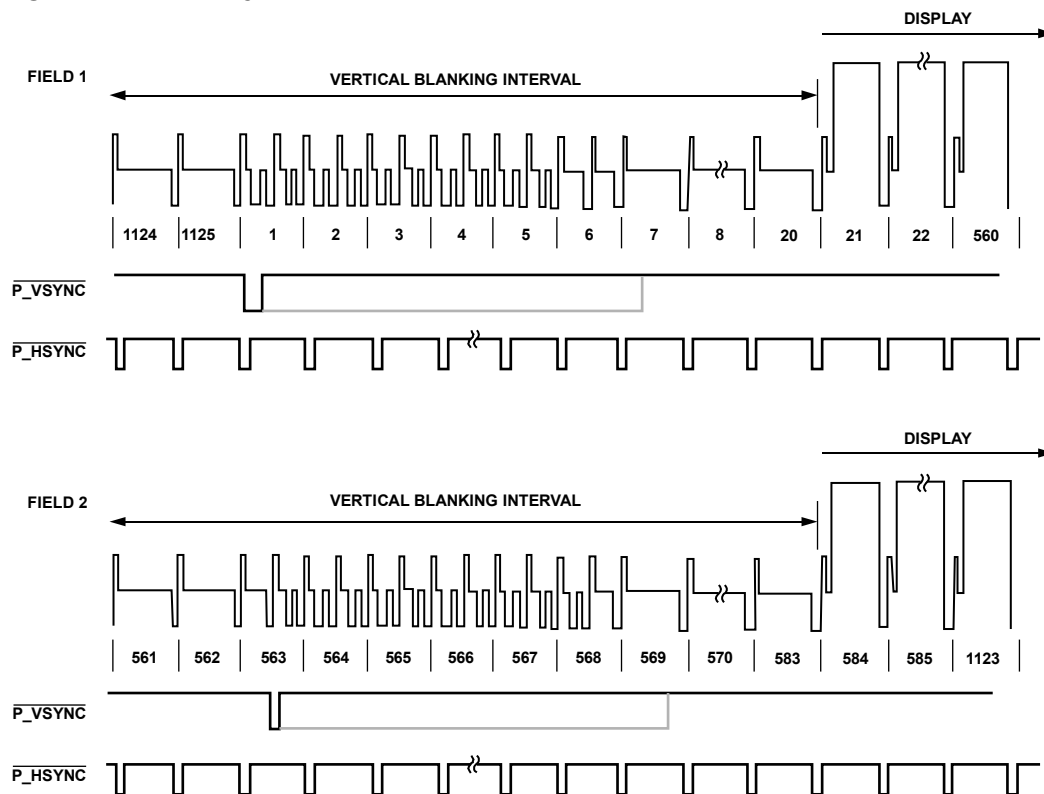 DISPLAY
FIELD 1
VERTICAL BLANKING INTERVAL
1124 1125 1 2 3 4 5 6 7 8 20 21 22 560
P_VSYNC
P_HSYNC
DISPLAY
FIELD 2
VERTICAL BLANKING INTERVAL
561 562 563 564 565 566 567 568 569 570 583 584 585 1123
P_VSYNC
P_HSYNC